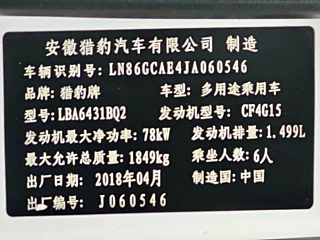 安徽猎豹汽车有限公司 制造
车辆识别号: LN86GCAE4JA060546
品牌: 猎豹牌 车型: 多用途乘用车
型号: LBA6431BQ2 发动机型号: CF4G15
发动机最大净功率: 78kW 发动机排量: 1.499L
最大允许总质量: 1849kg 乘坐人数: 6人
出厂日期: 2018年04月 制造国: 中国
出厂编号: J060546